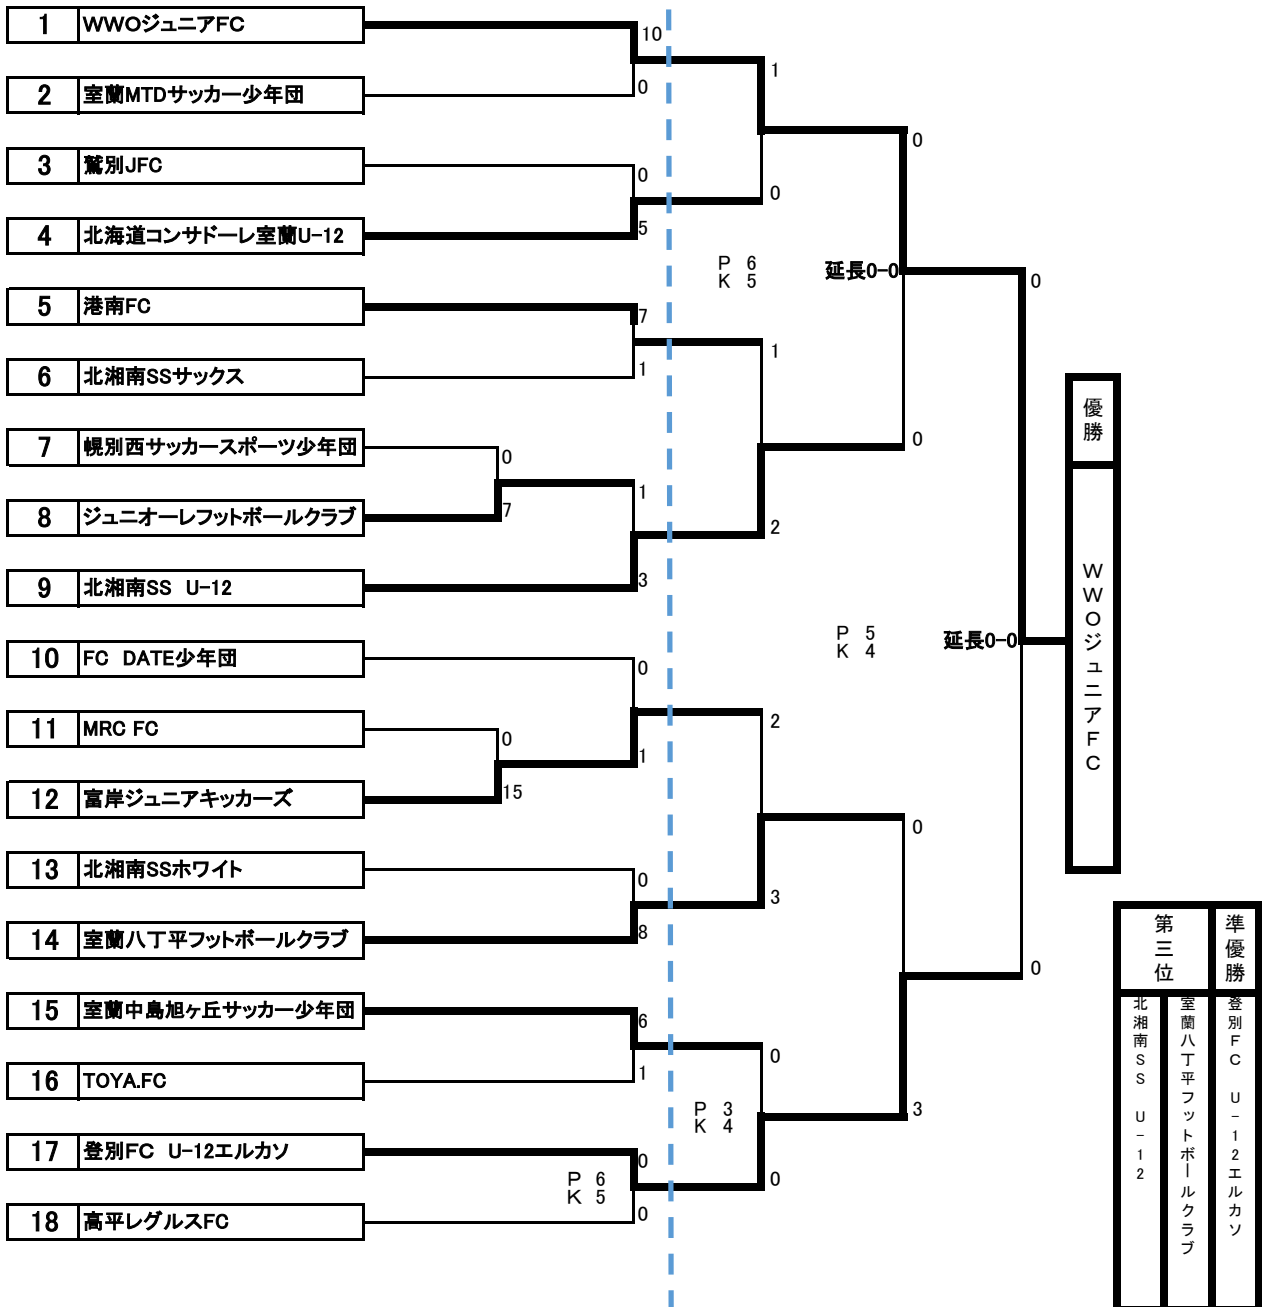 1 WWOジュニアFC
10
0
2 室蘭MTDサッカー少年団
1
3 鷲別JFC
0
5
4 北海道コンサドーレ室蘭U-12
0
0
P 6
K 5
延長0-0
0
5 港南FC
7
1
6 北湘南SSサックス
1
7 幌別西サッカースポーツ少年団
0
7
8 ジュニオーレフットボールクラブ
1
3
9 北湘南SS U-12
2
0
10 FC DATE少年団
0
1
11 MRC FC
0
15
12 富岸ジュニアキッカーズ
2
P 5
K 4
延長0-0
13 北湘南SSホワイト
0
8
14 室蘭八丁平フットボールクラブ
3
0
0
15 室蘭中島旭ヶ丘サッカー少年団
6
1
16 TOYA.FC
0
P 3
K 4
3
17 登別FC U-12エルカソ
0
0
P 6
K 5
18 高平レグルスFC
0
優勝
WWOジュニアFC
準優勝
登別FC U-12エルカソ
第三位
室蘭八丁平フットボールクラブ
北湘南SS U-12